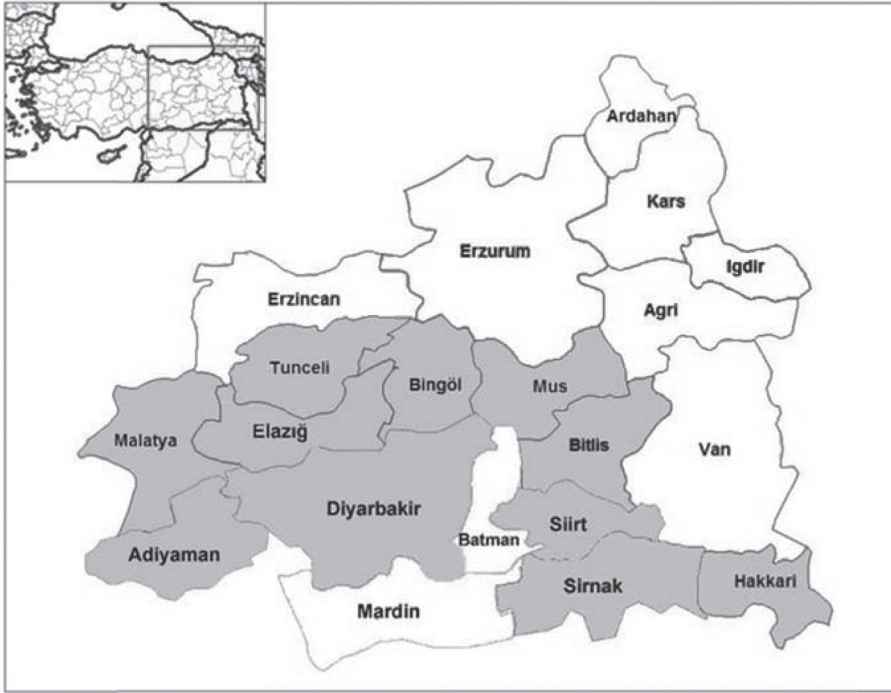 Ardahan
Kars
Erzurum
Igdir
Erzincan
Agri
Tunceli
Bingöl
Mus
Malatya
Elazığ
Bitlis
Van
Diyarbakir
Siirt
Batman
Adiyaman
Sirnak
Hakkari
Mardin